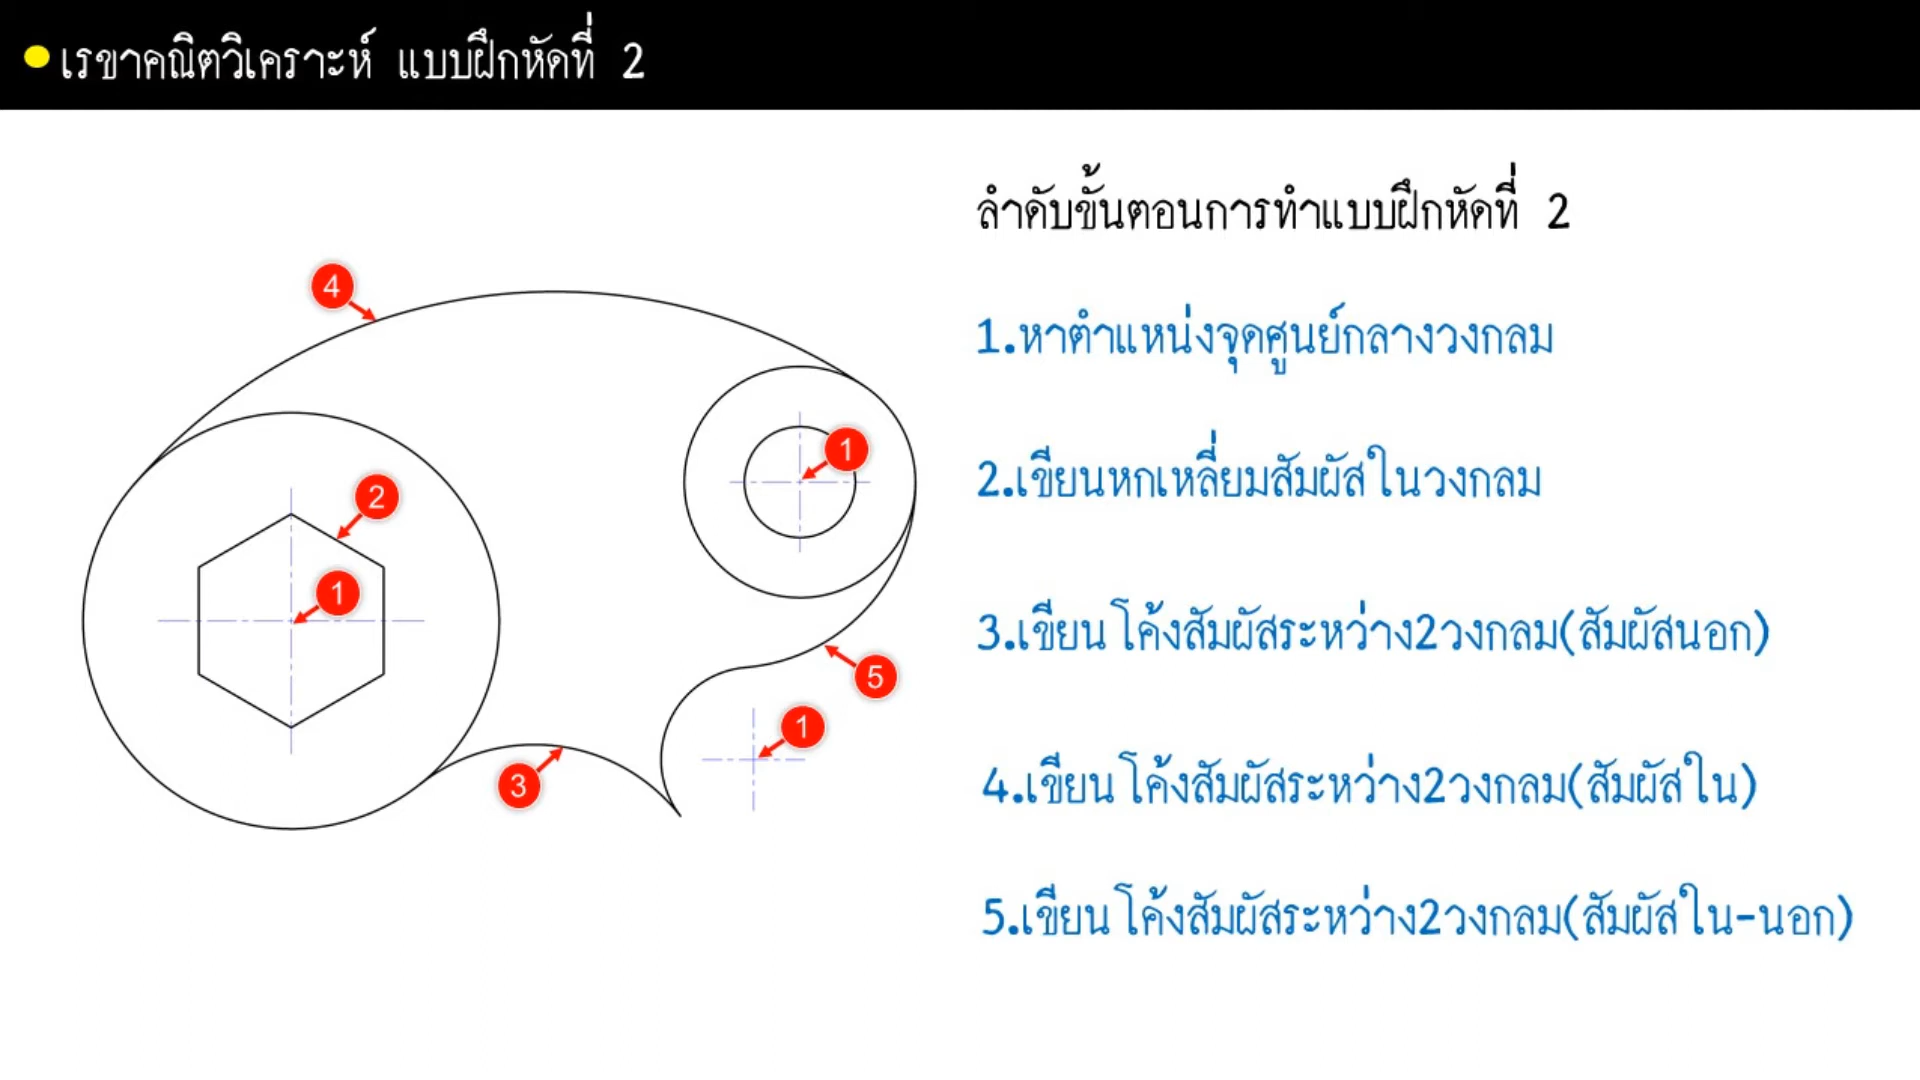 เรขาคณิตวิเคราะห์ แบบฝึกหัดที่ 2
ลำดับขั้นตอนการทำแบบฝึกหัดที่ 2
4
1.หาตำแหน่งจุดศูนย์กลางวงกลม
1
2
2.เขียนหกเหลี่ยมสัมผัสในวงกลม
1
3.เขียนโค้งสัมผัสระหว่าง2วงกลม(สัมผัสนอก)
5
1
3
4.เขียนโค้งสัมผัสระหว่าง2วงกลม(สัมผัสใน)
5.เขียนโค้งสัมผัสระหว่าง2วงกลม(สัมผัสใน-นอก)